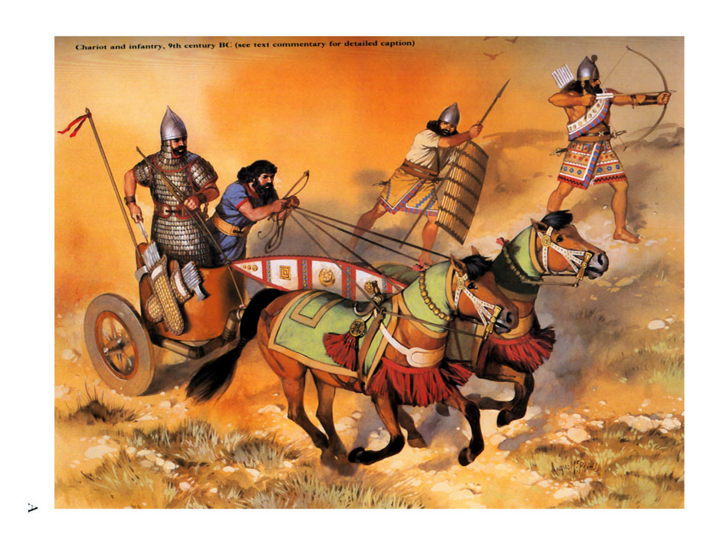 Chariot and infantry, 9th century BC (see text commentary for detailed caption)
A